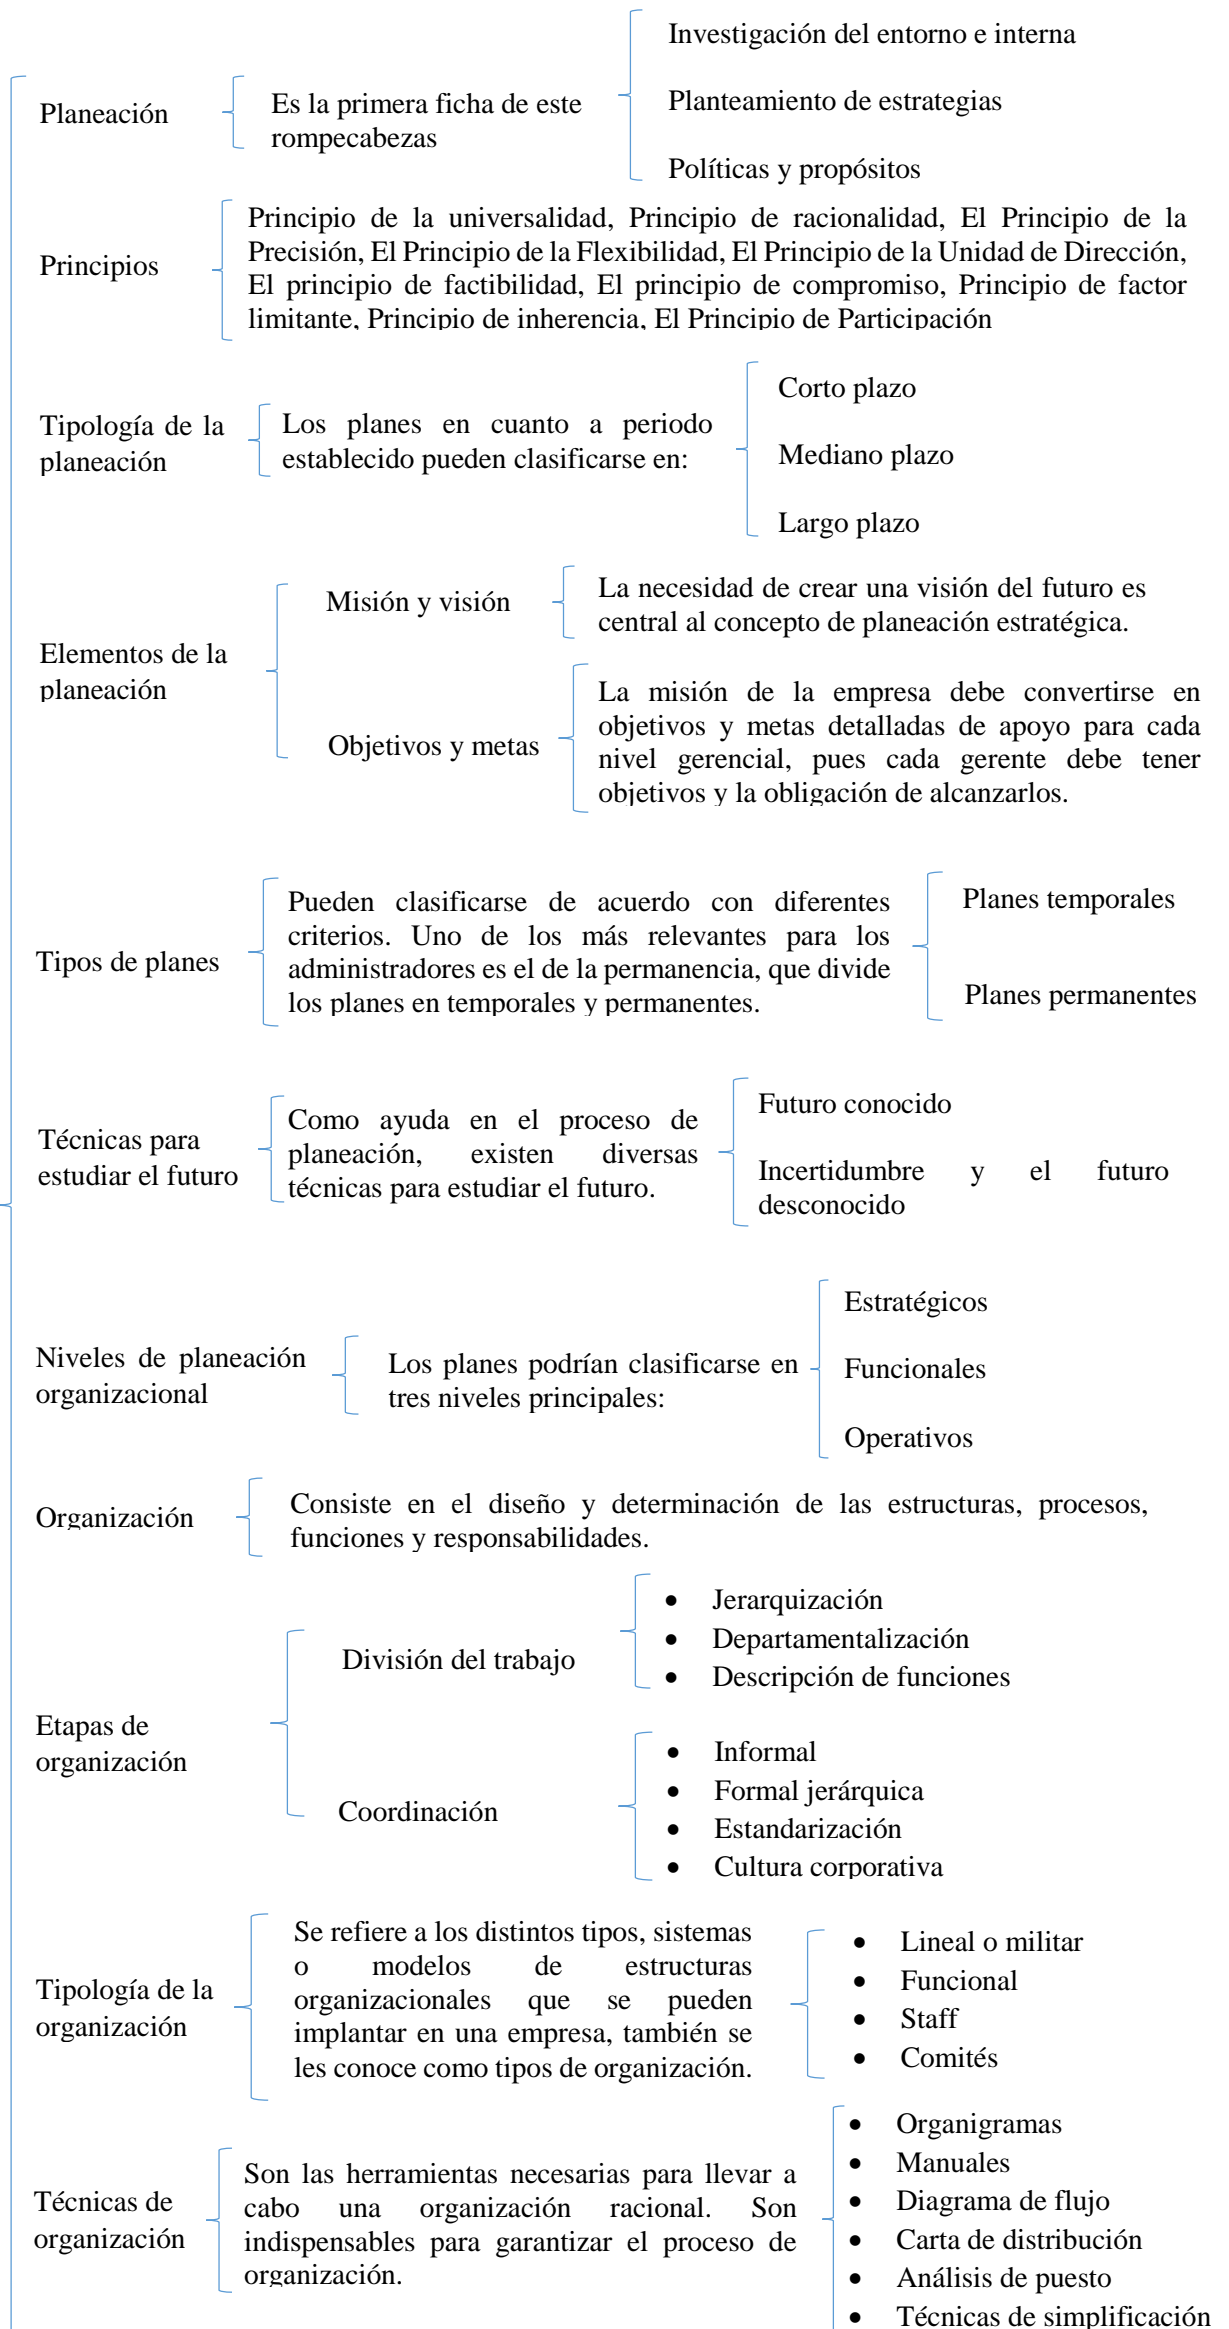 Planeación
Es la primera ficha de este
rompecabezas
Investigación del entorno e interna
Planteamiento de estrategias
Políticas y propósitos
Principios
Principio de la universalidad, Principio de racionalidad, El Principio de la
Precisión, El Principio de la Flexibilidad, El Principio de la Unidad de Dirección,
El principio de factibilidad, El principio de compromiso, Principio de factor
limitante, Principio de inherencia, El Principio de Participación
Tipología de la
planeación
Los planes en cuanto a periodo
establecido pueden clasificarse en:
Corto plazo
Mediano plazo
Largo plazo
Elementos de la
planeación
Misión y visión
La necesidad de crear una visión del futuro es
central al concepto de planeación estratégica.
Objetivos y metas
La misión de la empresa debe convertirse en
objetivos y metas detalladas de apoyo para cada
nivel gerencial, pues cada gerente debe tener
objetivos y la obligación de alcanzarlos.
Tipos de planes
Pueden clasificarse de acuerdo con diferentes
criterios. Uno de los más relevantes para los
administradores es el de la permanencia, que divide
los planes en temporales y permanentes.
Planes temporales
Planes permanentes
Técnicas para
estudiar el futuro
Como ayuda en el proceso de
planeación, existen diversas
técnicas para estudiar el futuro.
Futuro conocido
Incertidumbre y el futuro
desconocido
Niveles de planeación
organizacional
Los planes podrían clasificarse en
tres niveles principales:
Estratégicos
Funcionales
Operativos
Organización
Consiste en el diseño y determinación de las estructuras, procesos,
funciones y responsabilidades.
Etapas de
organización
División del trabajo
• Jerarquización
• Departamentalización
• Descripción de funciones
Coordinación
• Informal
• Formal jerárquica
• Estandarización
• Cultura corporativa
Tipología de la
organización
Se refiere a los distintos tipos, sistemas
o modelos de estructuras
organizacionales que se pueden
implantar en una empresa, también se
les conoce como tipos de organización.
• Lineal o militar
• Funcional
• Staff
• Comités
Técnicas de
organización
Son las herramientas necesarias para llevar a
cabo una organización racional. Son
indispensables para garantizar el proceso de
organización.
• Organigramas
• Manuales
• Diagrama de flujo
• Carta de distribución
• Análisis de puesto
• Técnicas de simplificación